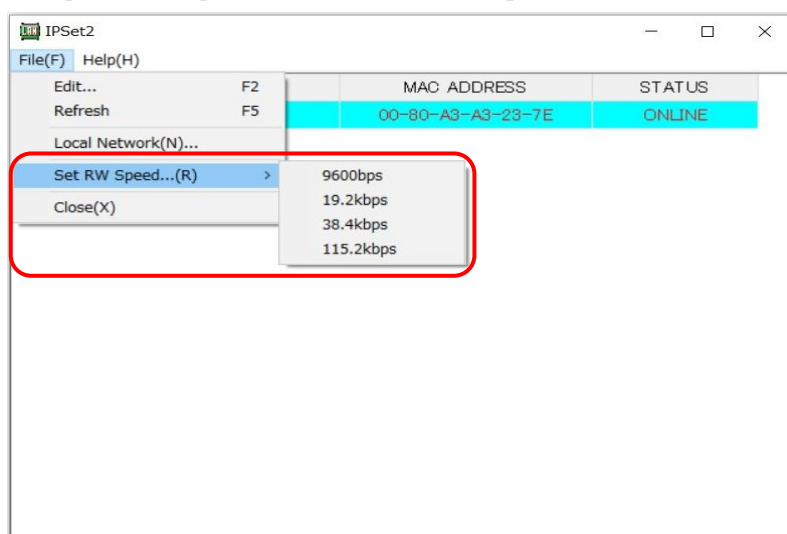 IPSet2
File(F) Help(H)
Edit... F2
MAC ADDRESS STATUS
Refresh F5
00-80-A3-A3-23-7E ONLINE
Local Network(N)...
Set RW Speed...(R)
9600bps
19.2kbps
Close(X)
38.4kbps
115.2kbps